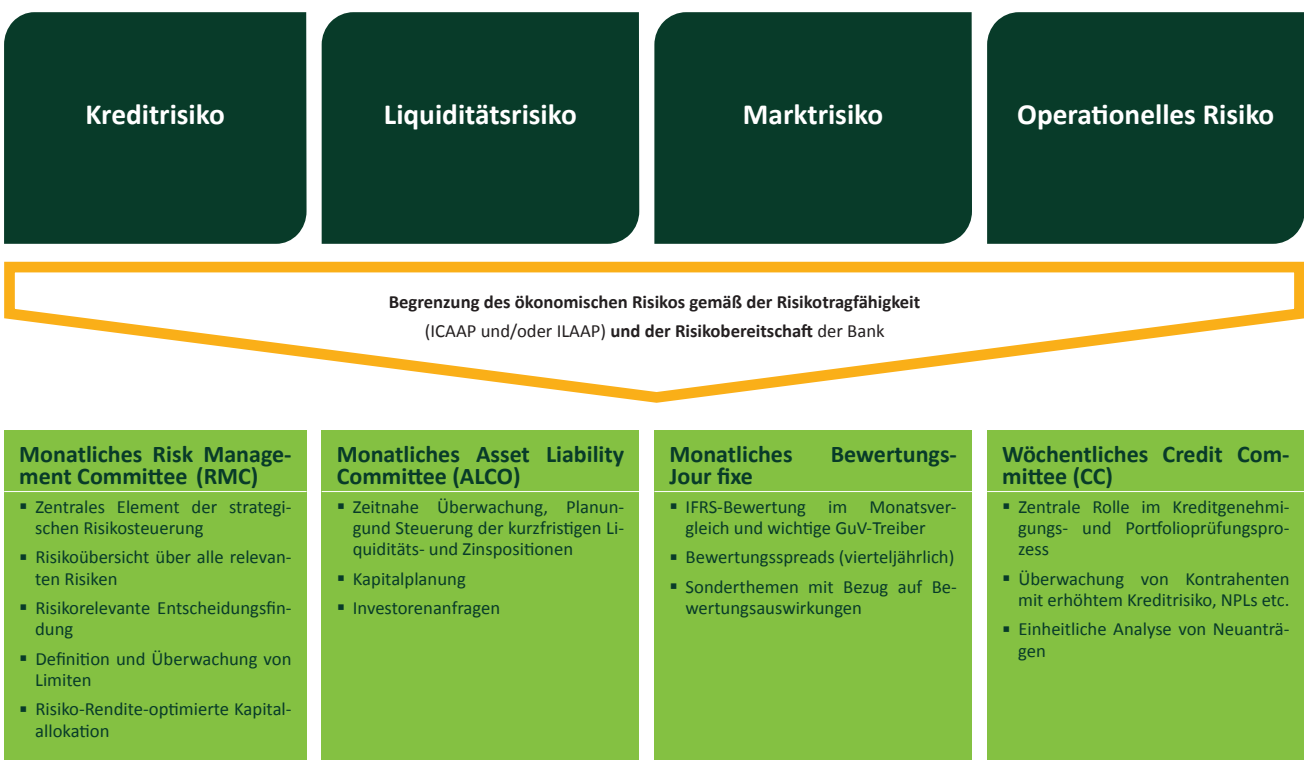 Kreditrisiko
Liquiditätsrisiko
Marktrisiko
Operationelles Risiko
Begrenzung des ökonomischen Risikos gemäß der Risikotragfähigkeit
(ICAAP und/oder ILAAP) und der Risikobereitschaft der Bank
Monatliches Risk Manage-
ment Committee (RMC)
▪ Zentrales Element der strategi-
schen Risikosteuerung
▪ Risikoübersicht über alle relevan-
ten Risiken
▪ Risikorelevante Entscheidungsfin-
dung
▪ Definition und Überwachung von
Limiten
▪ Risiko-Rendite-optimierte Kapital-
allokation
Monatliches Asset Liability
Committee (ALCO)
▪ Zeitnahe Überwachung, Planun-
gund Steuerung der kurzfristigen Li-
quiditäts- und Zinspositionen
▪ Kapitalplanung
▪ Investorenanfragen
Monatliches Bewertungs-
Jour fixe
▪ IFRS-Bewertung im Monatsver-
gleich und wichtige GuV-Treiber
▪ Bewertungsspreads (vierteljährlich)
▪ Sonderthemen mit Bezug auf Be-
wertungsauswirkungen
Wöchentliches Credit Com-
mittee (CC)
▪ Zentrale Rolle im Kreditgenehmi-
gungs- und Portfolioprüfungspro-
zess
▪ Überwachung von Kontrahenten
mit erhöhtem Kreditrisiko, NPLs etc.
▪ Einheitliche Analyse von Neuanträ-
gen